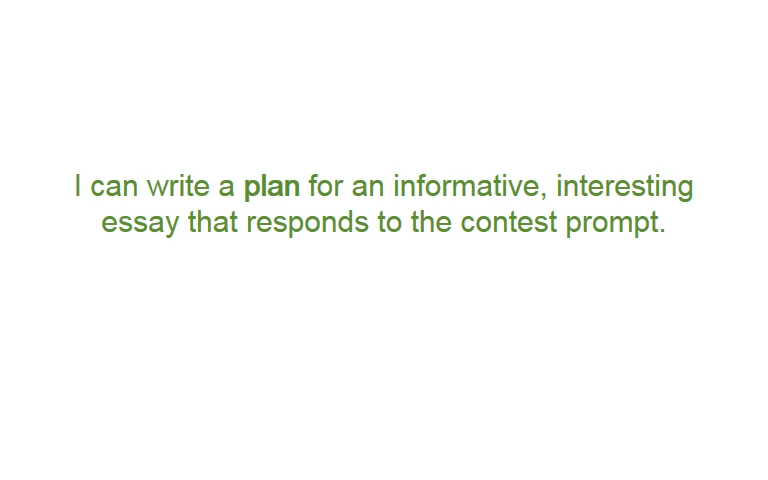 I can write a plan for an informative, interesting
essay that responds to the contest prompt.